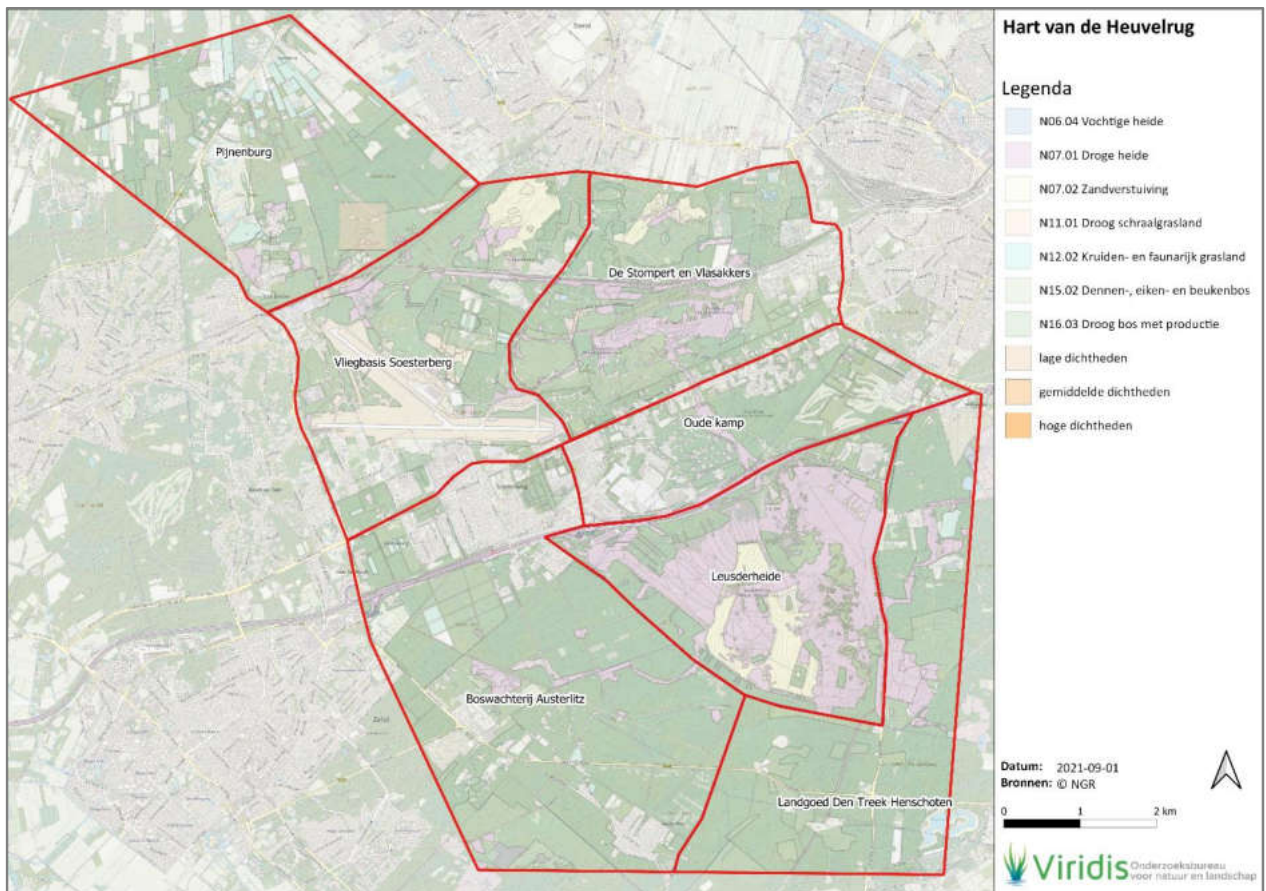 Hart van de Heuvelrug
Legenda
N06.04 Vochtige heide
N07.01 Droge heide
N07.02 Zandverstuiving
N11.01 Droog schraalgrasland
N12.02 Kruiden- en faunarijk grasland
N15.02 Dennen-, eiken- en beukenbos
N16.03 Droog bos met productie
lage dichtheden
gemiddelde dichtheden
hoge dichtheden
Pijnenburg
De Stompert en Vlasakkers
Vliegbasis Soesterberg
Oude kamp
Leusderheide
Boswachterij Austerlitz
Landgoed Den Treek Henschoten
Zeist
Datum: 2021-09-01
Bronnen: © NGR
0 1 2 km
Viridis Onderzoeksbureau
voor natuur en landschap